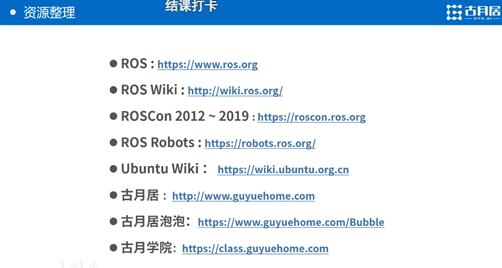 结课打卡
• 资源整理
古月居
● ROS : https://www.ros.org
● ROS Wiki : http://wiki.ros.org/
● ROSCon 2012 ~ 2019 : https://roscon.ros.org
● ROS Robots : https://robots.ros.org/
● Ubuntu Wiki： https://wiki.ubuntu.org.cn
● 古月居： http://www.guyuehome.com
● 古月居泡泡： https://www.guyuehome.com/Bubble
● 古月学院： https://class.guyuehome.com